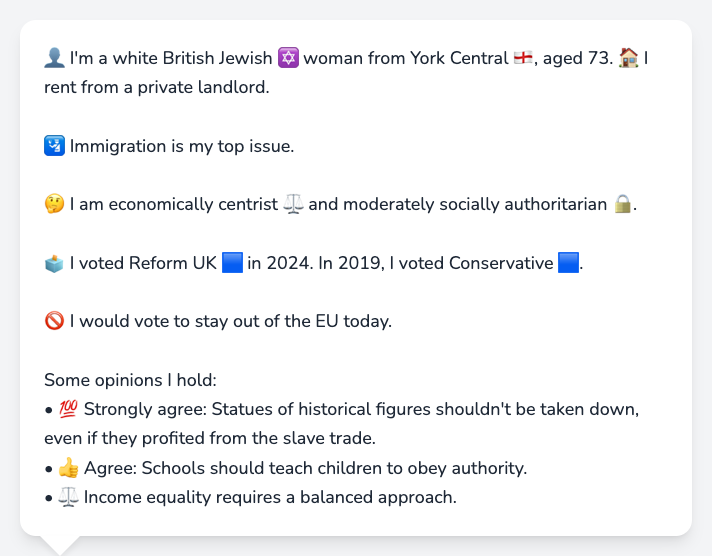 👤 I'm a white British Jewish ✡️ woman from York Central 🏴󠁧󠁢󠁥󠁮󠁧󠁿, aged 73. 🏠 I
rent from a private landlord.
🛂 Immigration is my top issue.
🤔 I am economically centrist ⚖️ and moderately socially authoritarian 🔒.
🗳️ I voted Reform UK 🟦 in 2024. In 2019, I voted Conservative 🟦.
🚫 I would vote to stay out of the EU today.
Some opinions I hold:
• 💯 Strongly agree: Statues of historical figures shouldn't be taken down,
even if they profited from the slave trade.
• 👍 Agree: Schools should teach children to obey authority.
• ⚖️ Income equality requires a balanced approach.